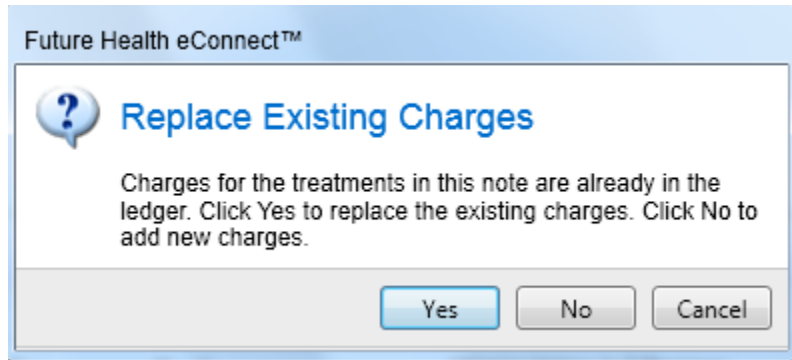 Future Health eConnect™
Replace Existing Charges
Charges for the treatments in this note are already in the
ledger. Click Yes to replace the existing charges. Click No to
add new charges.
Yes No Cancel